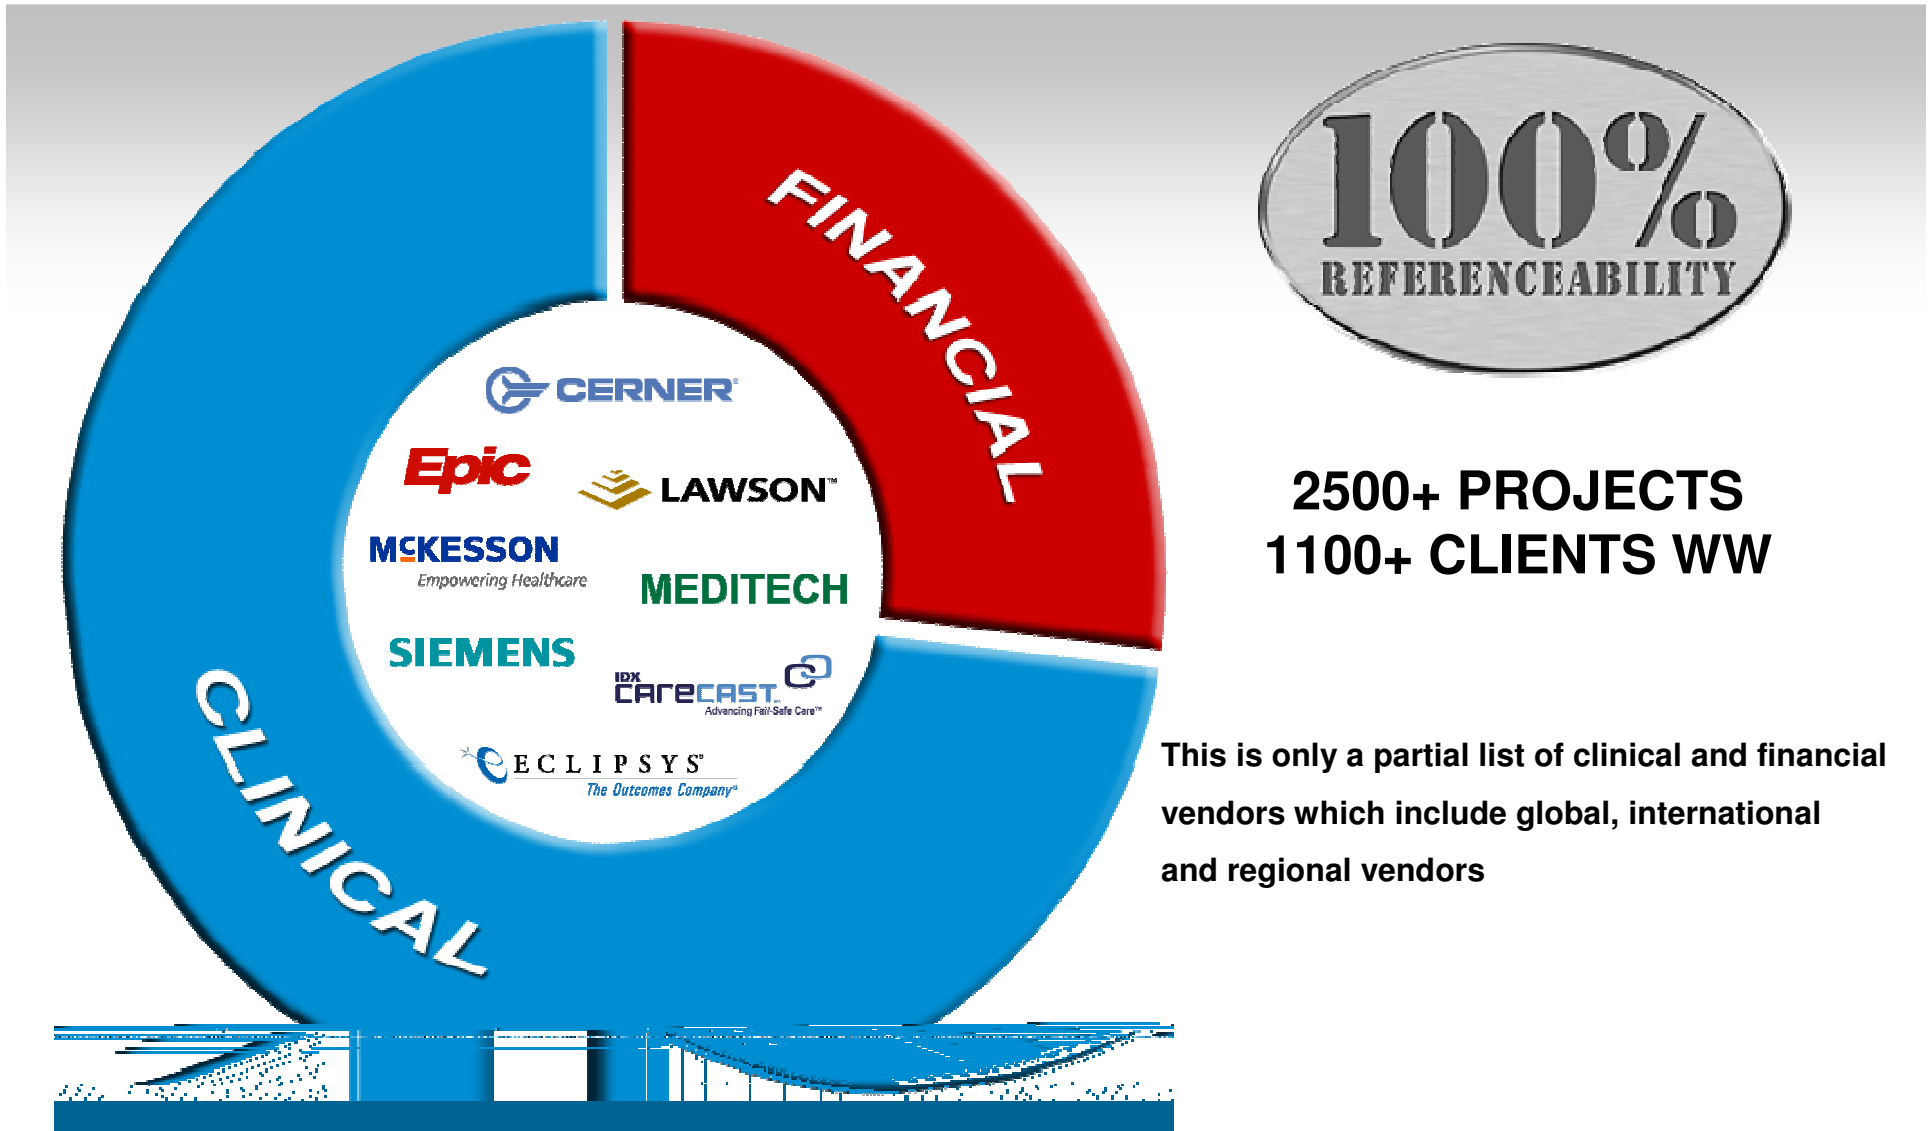 FINANCIAL
100%
REFERENCEABILITY
CERNER®
Epic
LAWSON™
McKESSON
Empowering Healthcare
MEDITECH
SIEMENS
IDX
carecast
Advancing Fail-Safe Care™
ECLIPSYS®
The Outcomes Company®
CLINICAL
2500+ PROJECTS
1100+ CLIENTS WW
This is only a partial list of clinical and financial
vendors which include global, international
and regional vendors